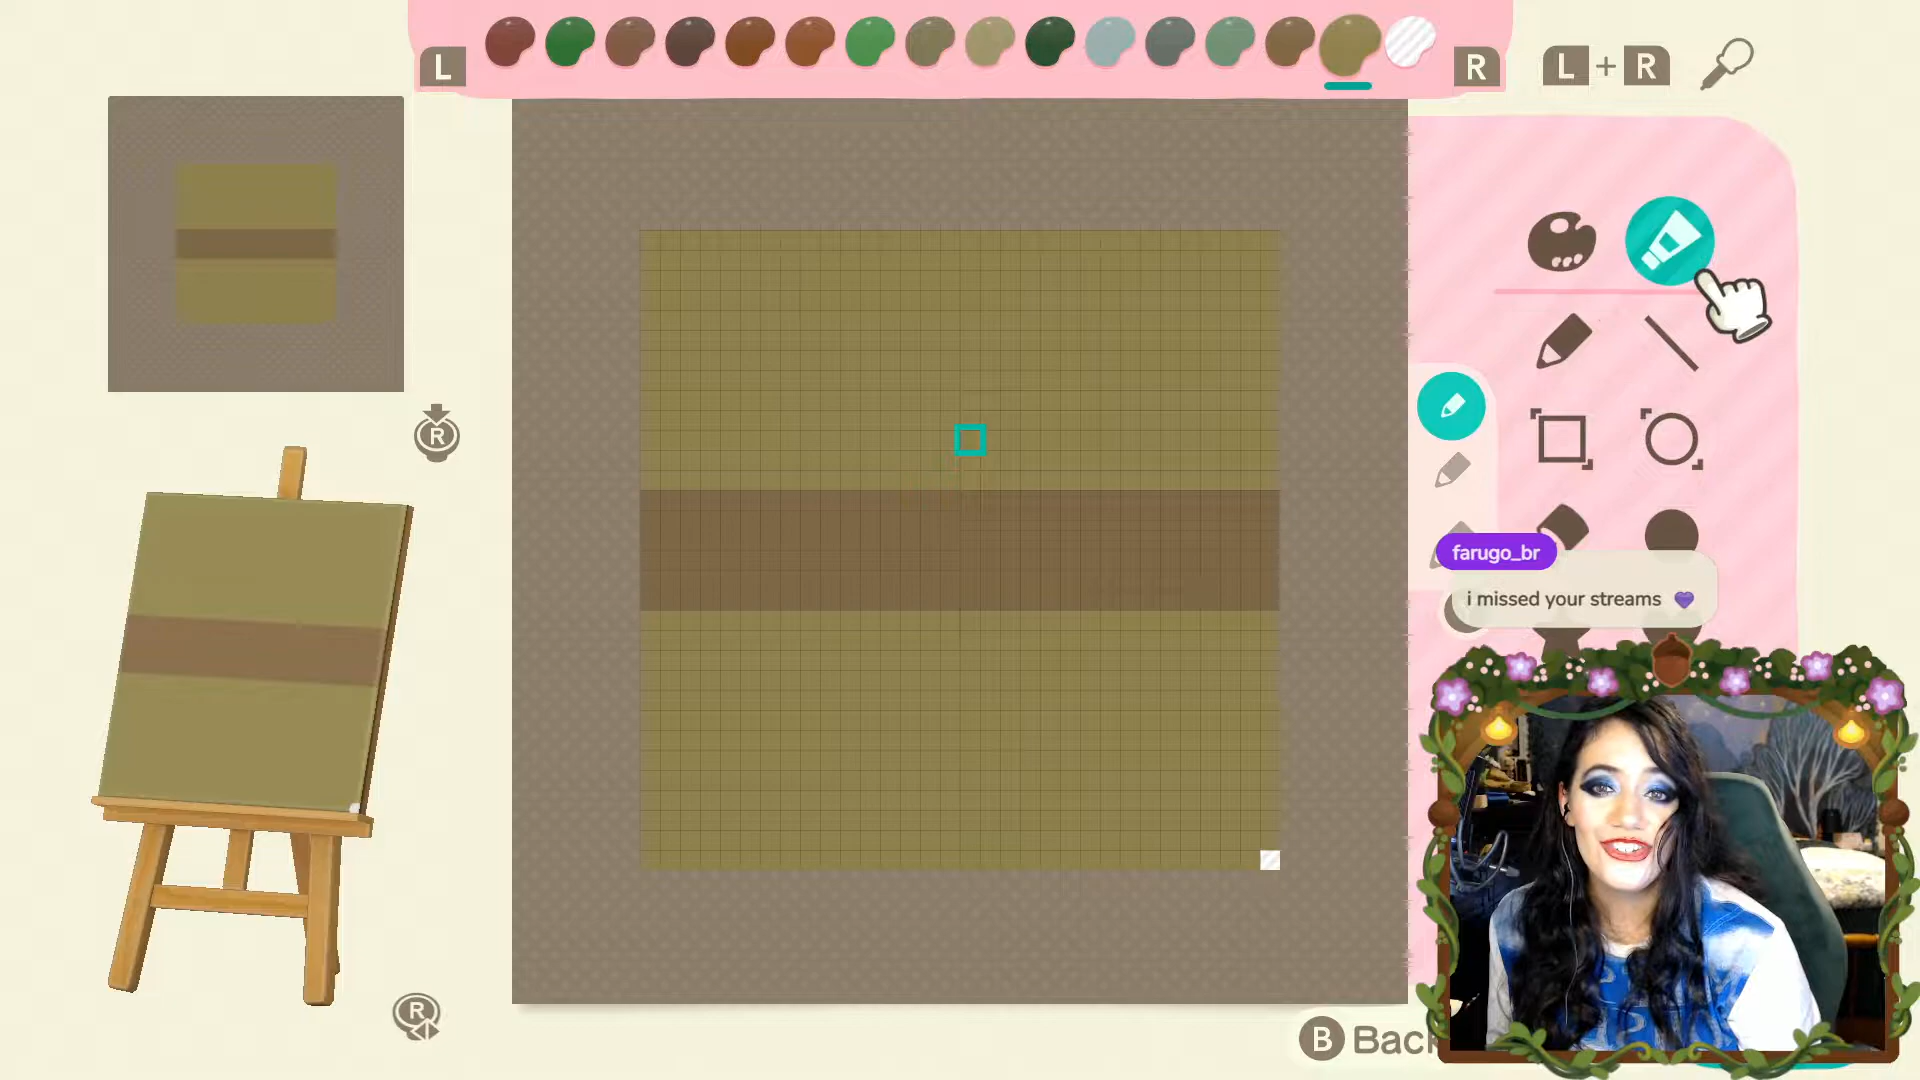 L
R
L + R
R
farugo_br
i missed your streams 💜
R
B Back